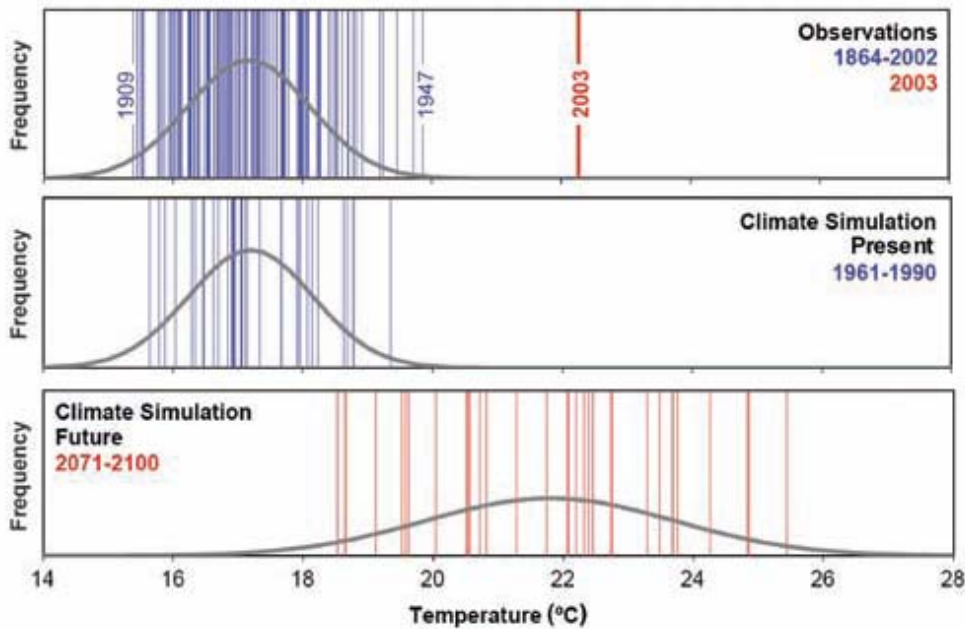 Frequency
1909
1947
2003
Observations
1864-2002
2003
Frequency
Climate Simulation
Present
1961-1990
Frequency
Climate Simulation
Future
2071-2100
14 16 18 20 22 24 26 28
Temperature (ºC)